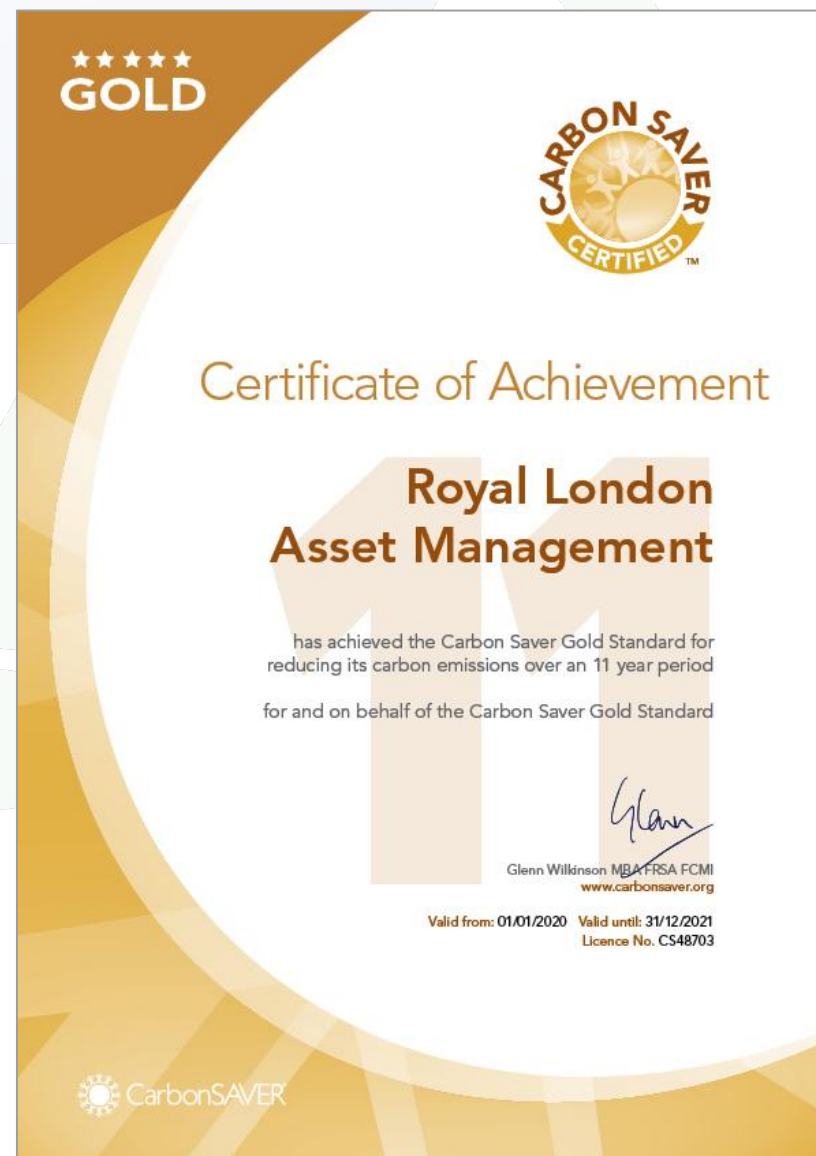 ★★★★★
GOLD
CARBON SAVER
CERTIFIED
™
Certificate of Achievement
11
Royal London
Asset Management
has achieved the Carbon Saver Gold Standard for
reducing its carbon emissions over an 11 year period
for and on behalf of the Carbon Saver Gold Standard
Glenn
Glenn Wilkinson MBA FRSA FCMI
www.carbonsaver.org
Valid from: 01/01/2020 Valid until: 31/12/2021
Licence No. CS48703
CarbonSAVER